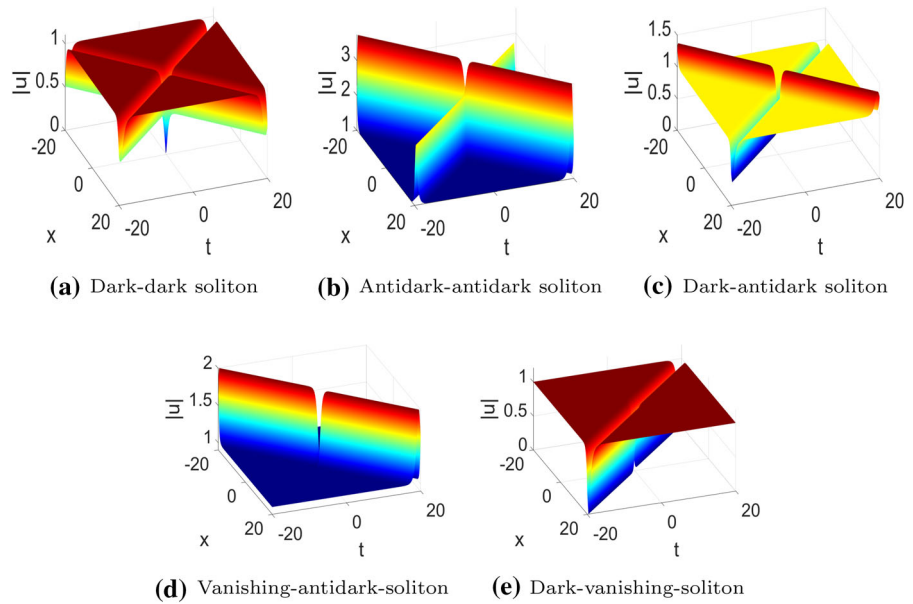 1
0.5
0
-20
0
20
-20
0
20
|u|
x
t
3
2
1
-20
0
20
-20
0
20
|u|
x
t
1.5
1
0.5
0
-20
0
20
-20
0
20
|u|
x
t
(a) Dark-dark soliton
(b) Antidark-antidark soliton
(c) Dark-antidark soliton
2
1.5
1
-20
0
20
-20
0
20
|u|
x
t
1
0.5
0
-20
0
20
-20
0
20
|u|
x
t
(d) Vanishing-antidark-soliton
(e) Dark-vanishing-soliton